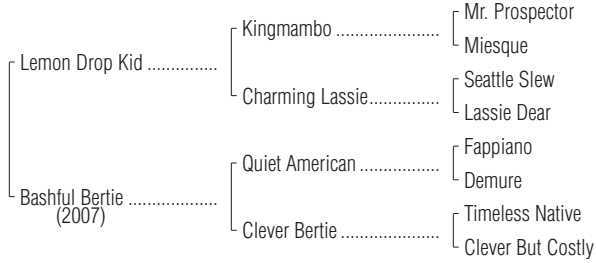 Mr. Prospector
Kingmambo ....................
Miesque
Lemon Drop Kid ...............
Seattle Slew
Charming Lassie...............
Lassie Dear
Fappiano
Quiet American .................
Demure
Bashful Bertie ...................
(2007)
Timeless Native
Clever Bertie .....................
Clever But Costly